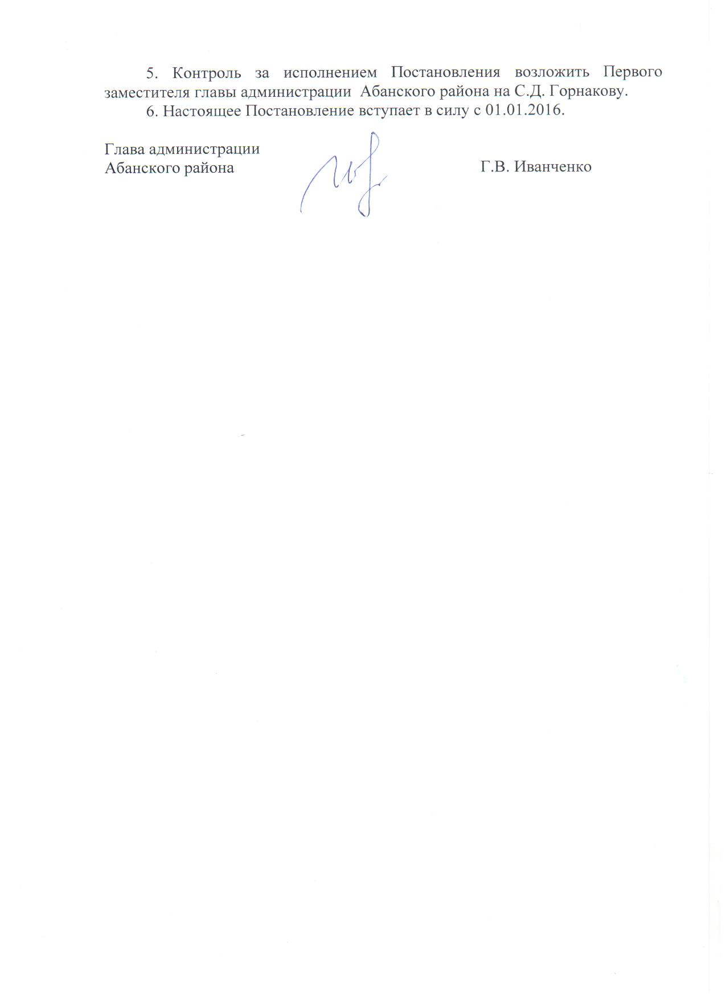 5. Контроль за исполнением Постановления возложить Первого
заместителя главы администрации Абанского района на С.Д. Горнакову.
6. Настоящее Постановление вступает в силу с 01.01.2016.
Глава администрации
Абанского района Г.В. Иванченко